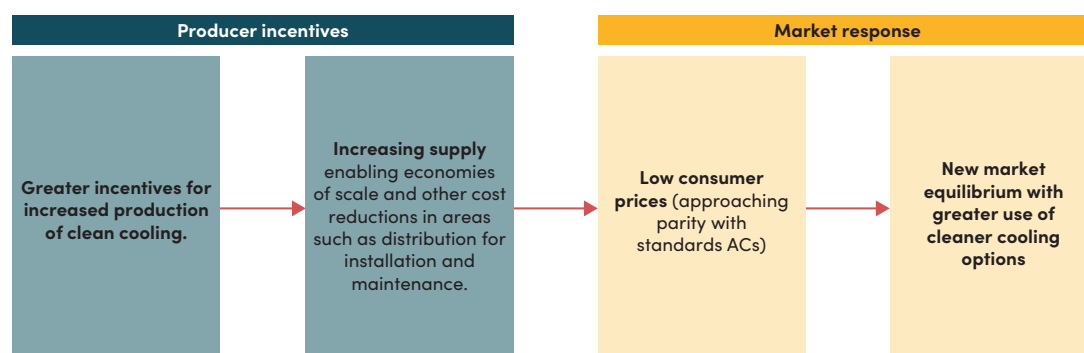 Producer incentives
Market response
Greater incentives for
increased production
of clean cooling.
Increasing supply
enabling economies
of scale and other cost
reductions in areas
such as distribution for
installation and
maintenance.
Low consumer
prices (approaching
parity with
standards ACs)
New market
equilibrium with
greater use of
cleaner cooling
options